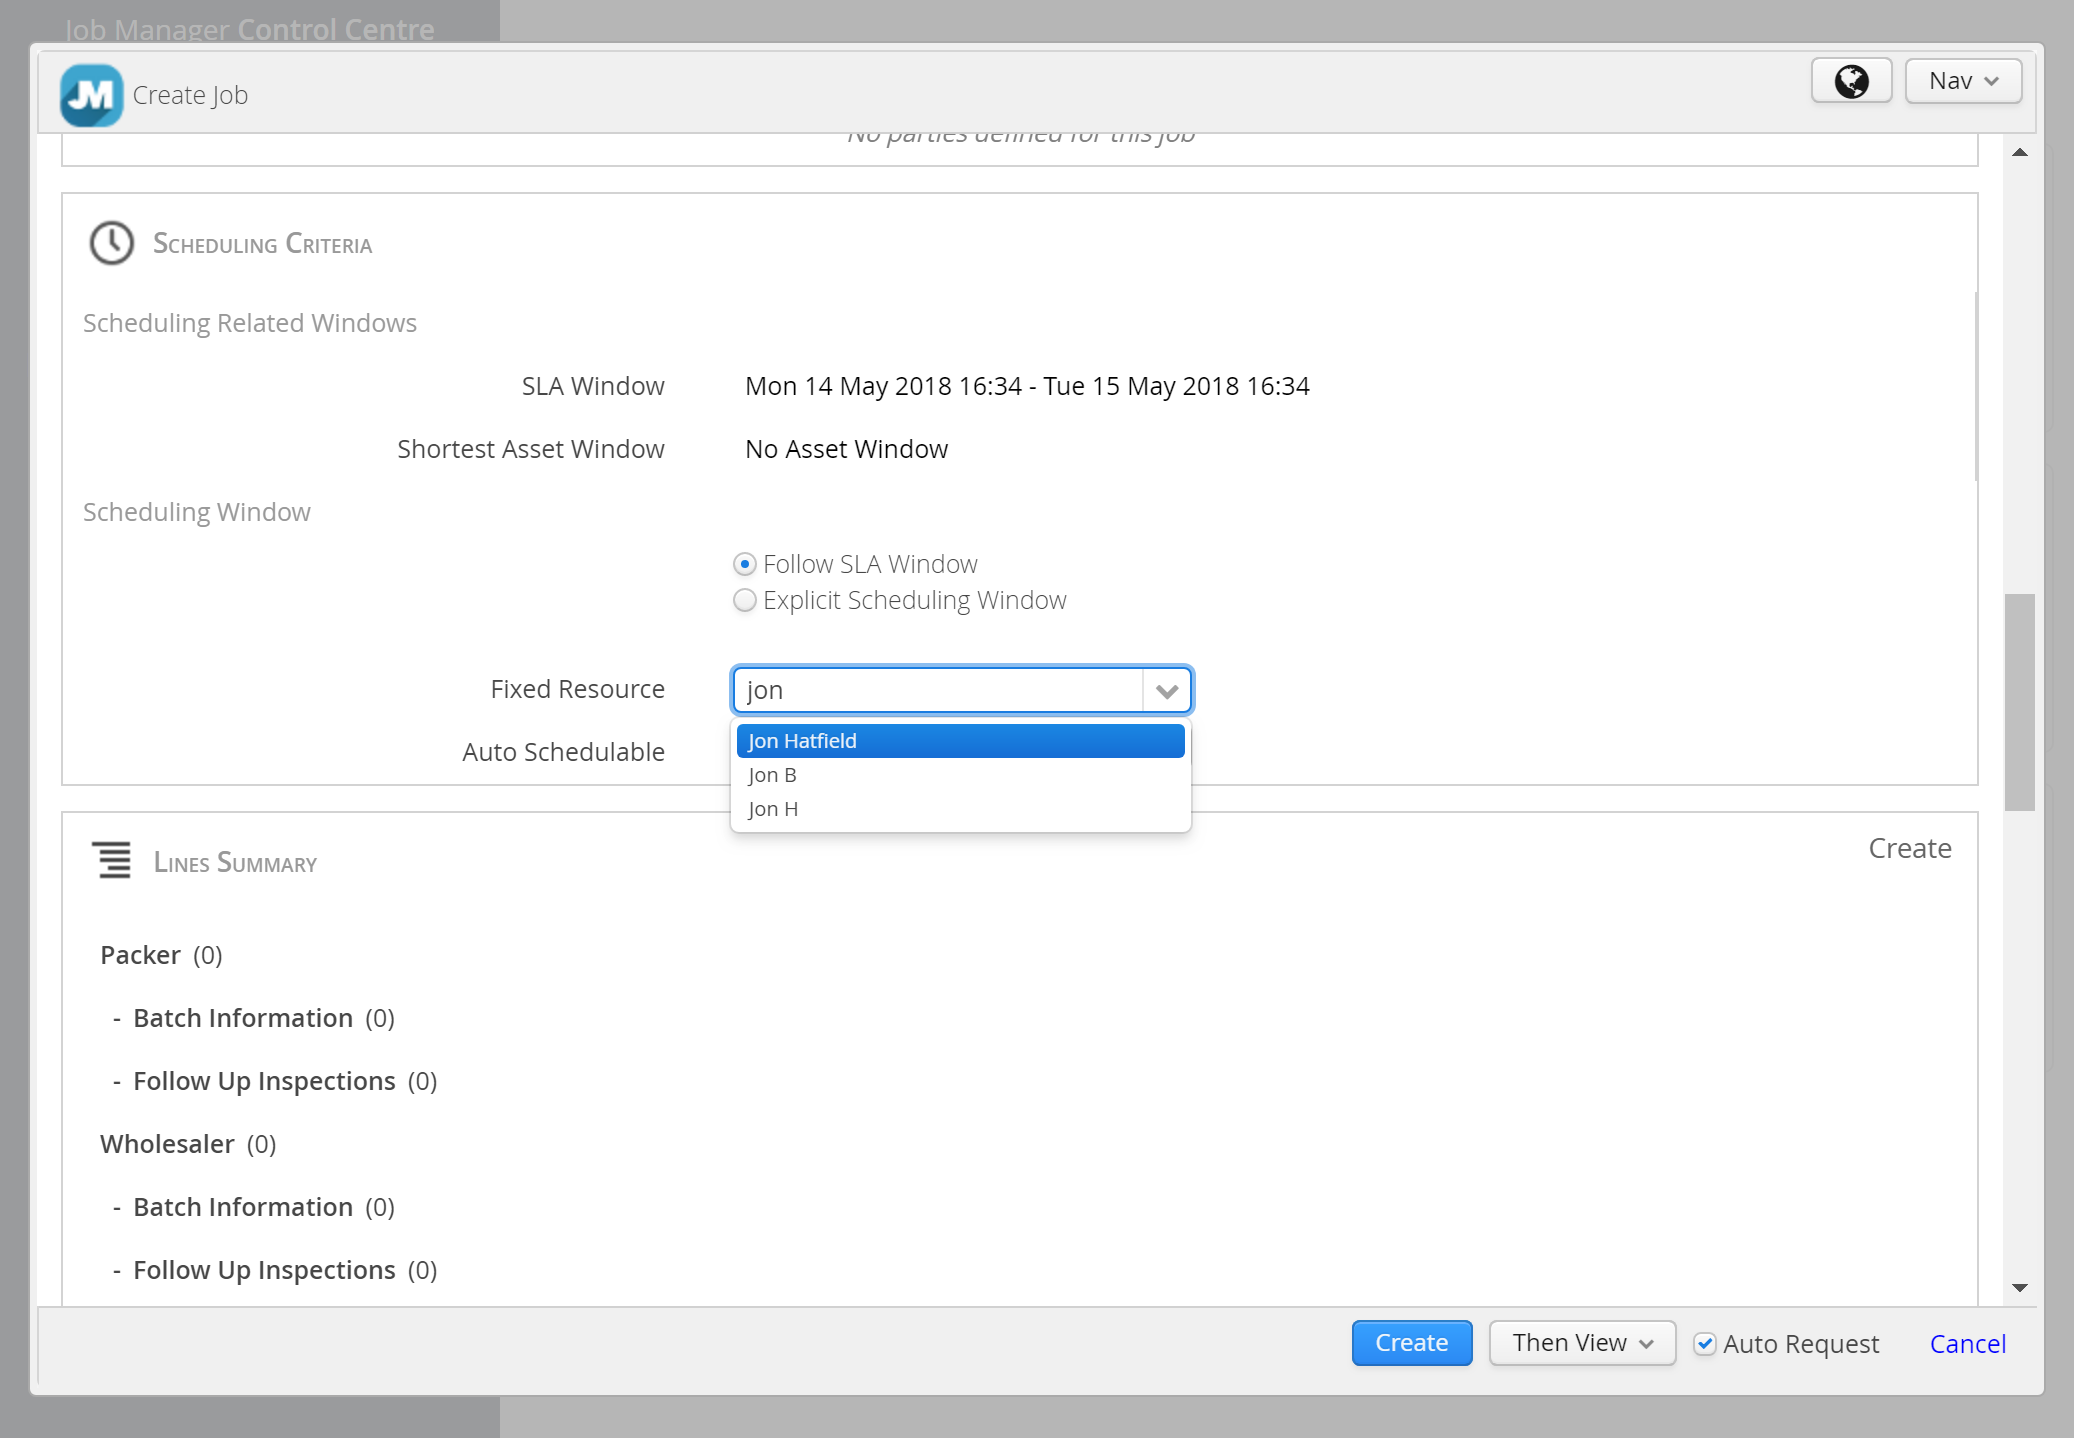 Job Manager Control Centre
JM
Create Job
Nav
No parties defined for this job
Scheduling Criteria
Scheduling Related Windows
SLA Window
Mon 14 May 2018 16:34 - Tue 15 May 2018 16:34
Shortest Asset Window
No Asset Window
Scheduling Window
Follow SLA Window
Explicit Scheduling Window
Fixed Resource
jon
Jon Hatfield
Auto Schedulable
Jon B
Jon H
Lines Summary
Create
Packer (0)
- Batch Information (0)
- Follow Up Inspections (0)
Wholesaler (0)
- Batch Information (0)
- Follow Up Inspections (0)
Create
Then View
Auto Request
Cancel